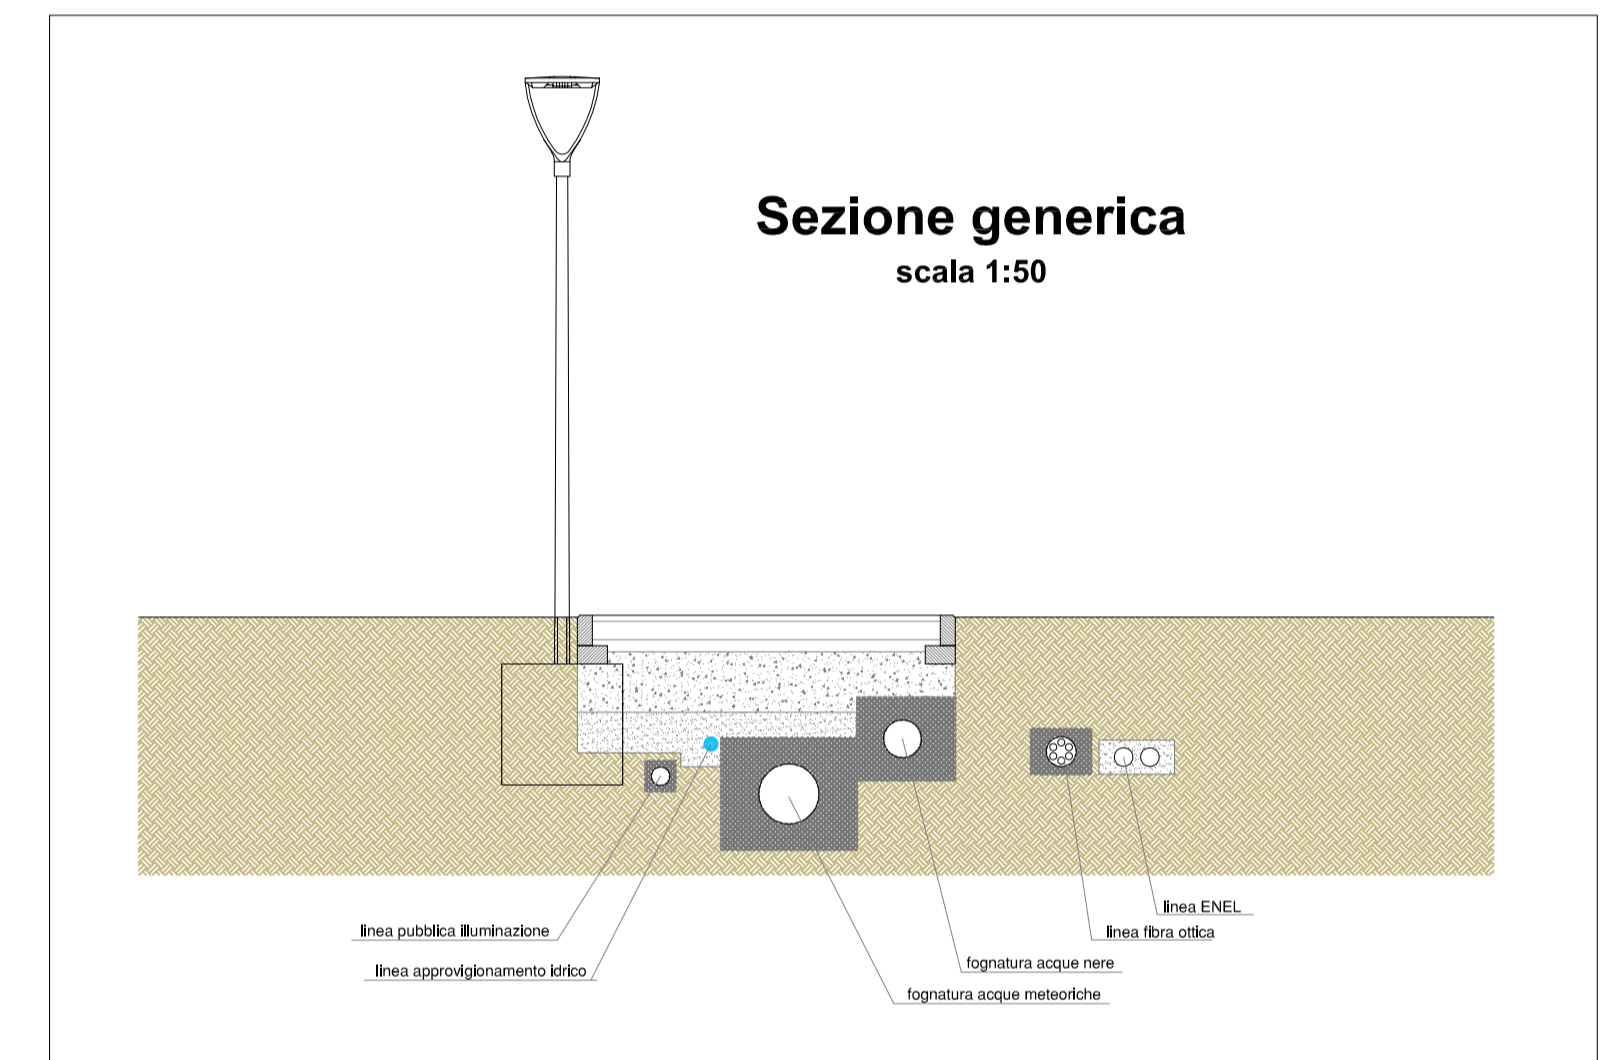 Sezione generica
scala 1:50
linea pubblica illuminazione
linea approvigionamento idrico
linea ENEL
linea fibra ottica
fognatura acque nere
fognatura acque meteoriche